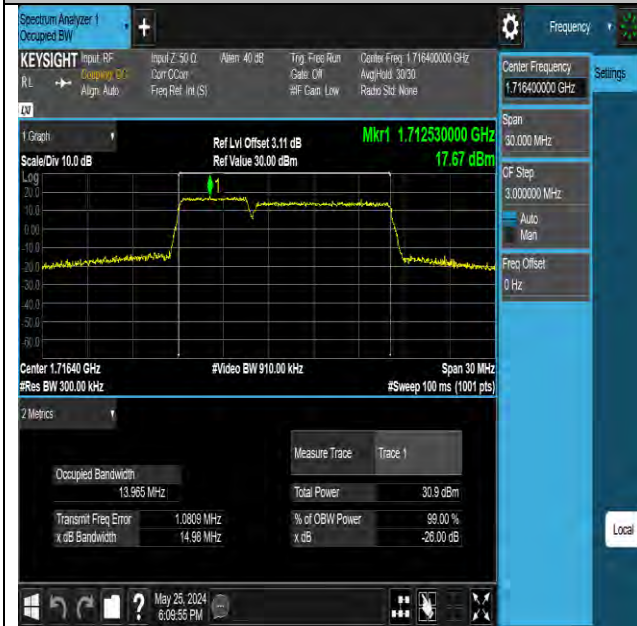 Spectrum Analyzer 1
Occupied BW
+
Frequency
KEYSIGHT Input: RF
RL
Coupling: DC
Align: Auto
Input Z: 50 Ω
Corr CCorr
Freq Ref: Int (S)
Atten: 40 dB
Trig: Free Run
Gate: Off
#IF Gain: Low
Center Freq: 1.716400000 GHz
Avg|Hold: 30/30
Radio Std: None
LXI
Center Frequency
1.716400000 GHz
Settings
Span
30.000 MHz
CF Step
3.000000 MHz
Auto
Man
Freq Offset
0 Hz
1 Graph
Scale/Div 10.0 dB
Ref Lvl Offset 3.11 dB
Ref Value 30.00 dBm
Mkr1 1.712530000 GHz
17.67 dBm
Log
20.0
10.0
0.00
-10.0
-20.0
-30.0
-40.0
-50.0
-60.0
1
Center 1.71640 GHz
#Res BW 300.00 kHz
#Video BW 910.00 kHz
Span 30 MHz
#Sweep 100 ms (1001 pts)
2 Metrics
Measure Trace Trace 1
Occupied Bandwidth
13.965 MHz
Total Power 30.9 dBm
Transmit Freq Error 1.0809 MHz
% of OBW Power 99.00 %
x dB Bandwidth 14.98 MHz
x dB -26.00 dB
Local
?
May 25, 2024
6:09:55 PM